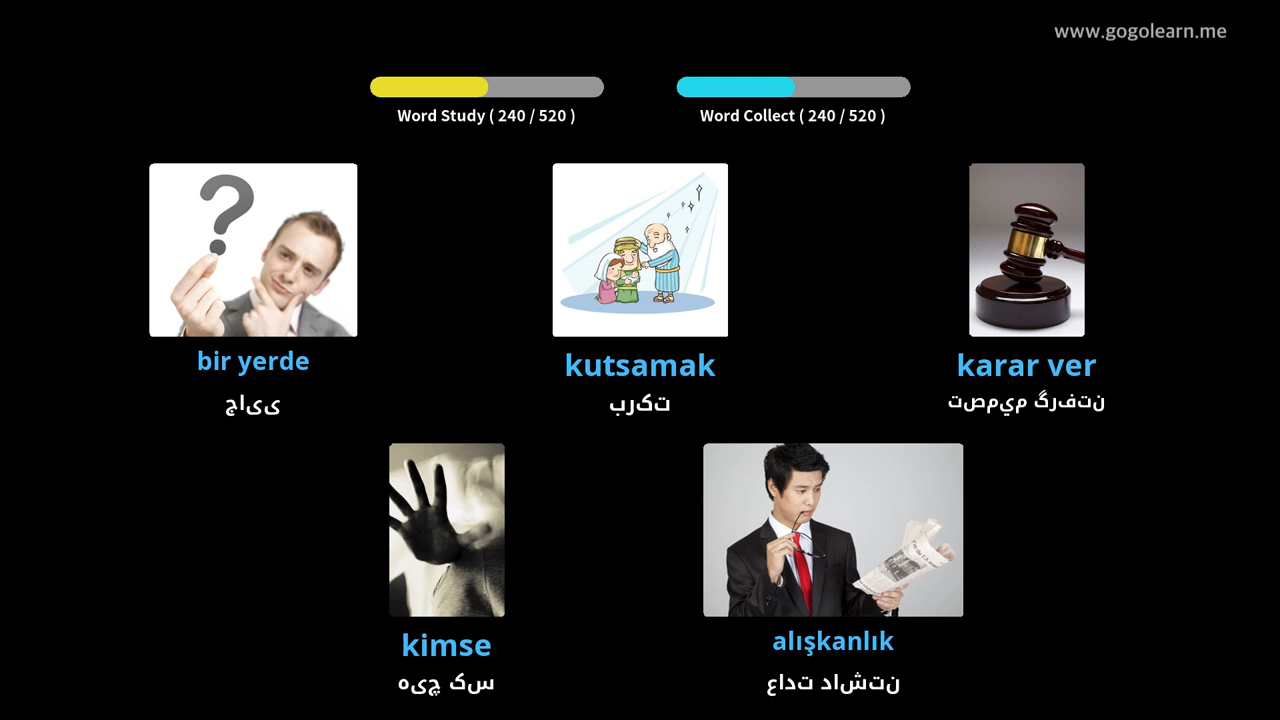 www.gogolearn.me
Word Study ( 240 / 520 )
Word Collect ( 240 / 520 )
bir yerde
جایی
kutsamak
برکت
karar ver
تصميم گرفتن
kimse
هیچ کس
alışkanlık
عادت داشتن